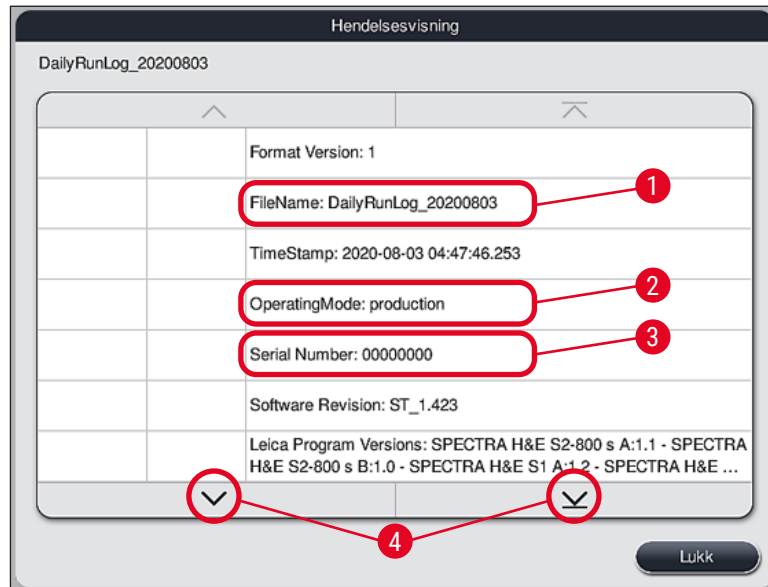 Hendelsesvisning
DailyRunLog_20200803
Format Version: 1
FileName: DailyRunLog_20200803
1
TimeStamp: 2020-08-03 04:47:46.253
2
OperatingMode: production
3
Serial Number: 00000000
Software Revision: ST_1.423
Leica Program Versions: SPECTRA H&E S2-800 s A:1.1 - SPECTRA
H&E S2-800 s B:1.0 - SPECTRA H&E S1 A:1.2 - SPECTRA H&E ...
4
Lukk